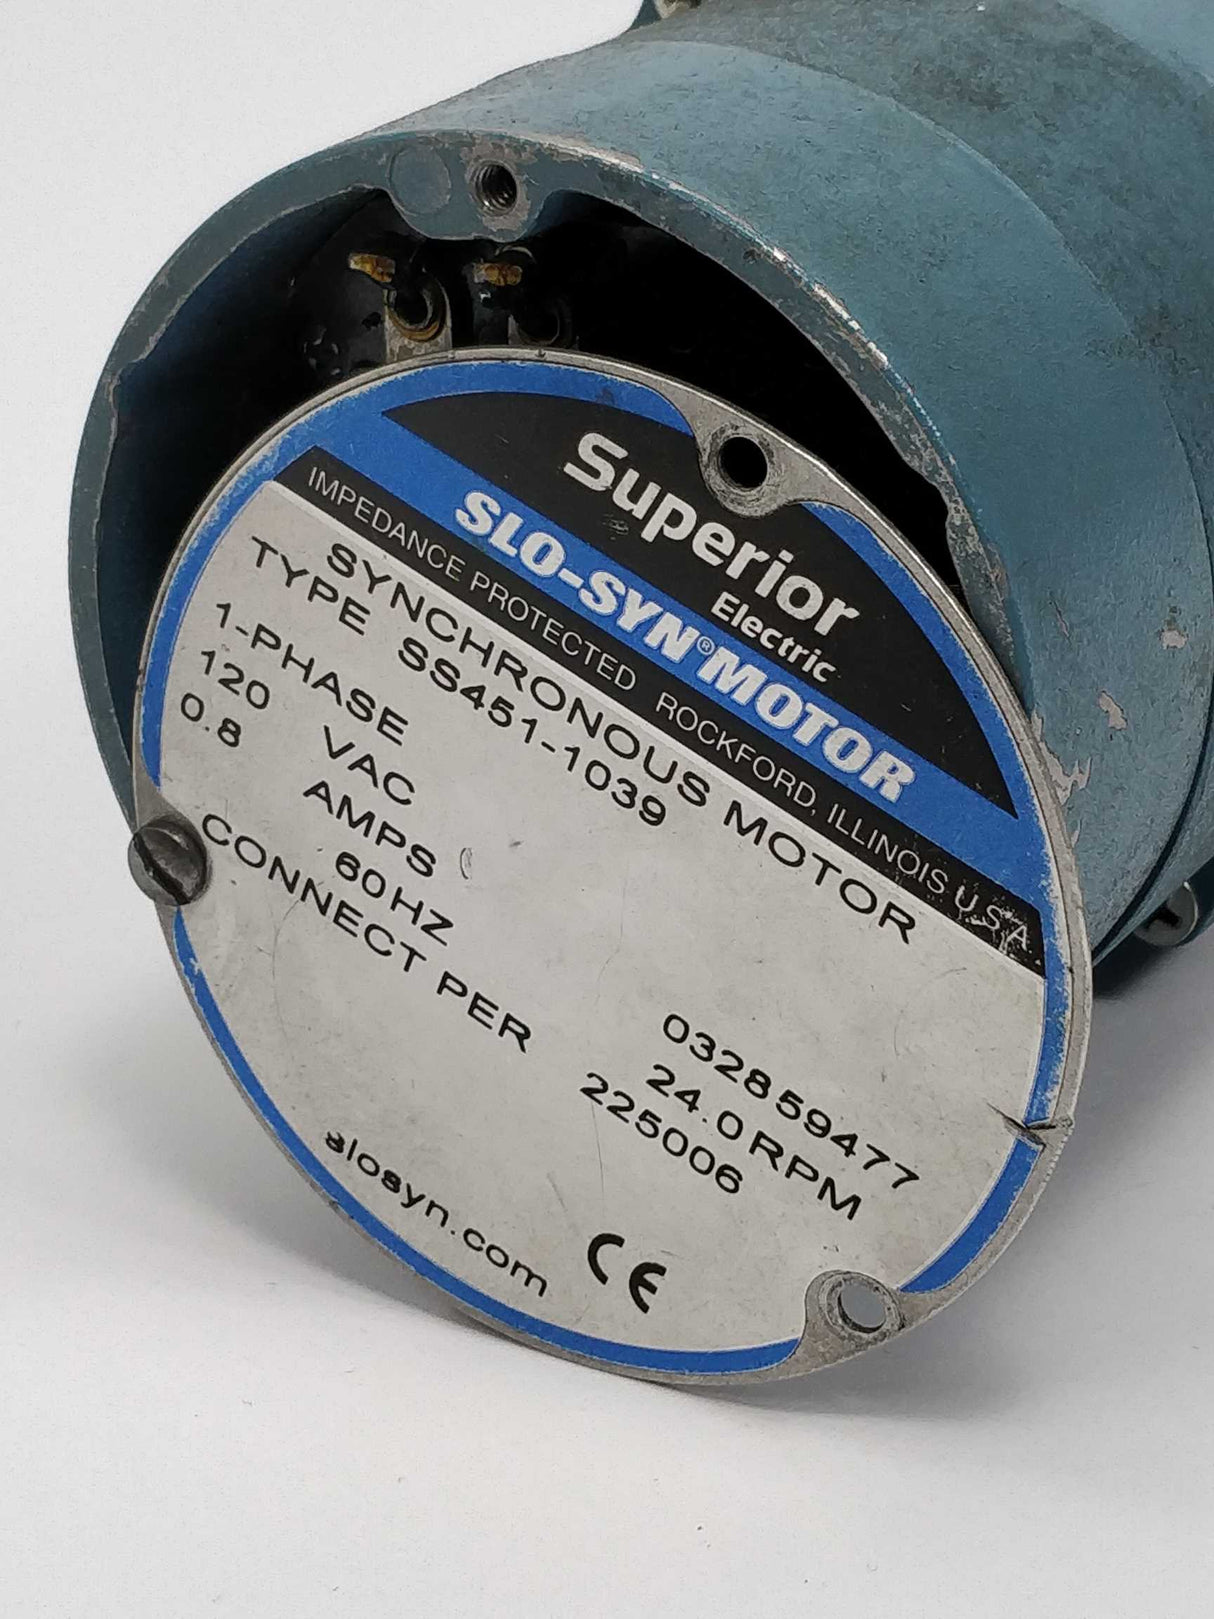 Superior
Electric
SLO-SYN® MOTOR
IMPEDANCE PROTECTED ROCKFORD, ILLINOIS U.S.A.
SYNCHRONOUS MOTOR
TYPE SS451-1039
1-PHASE 032859477
120 VAC 24.0 RPM
0.8 AMPS 225006
60HZ
CONNECT PER
slosyn.com
CE